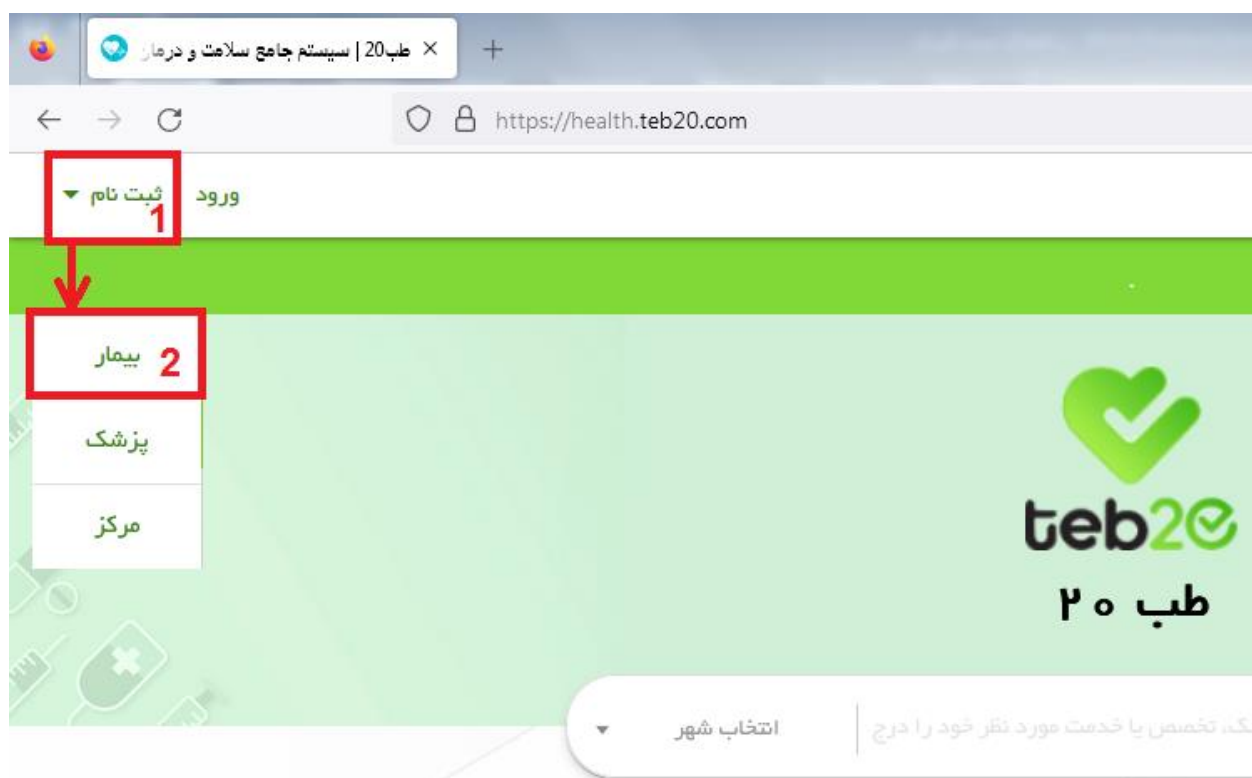 طب20 | سیستم جامع سلامت و درمان
https://health.teb20.com
ورود
ثبت نام
1
بیمار
2
پزشک
مرکز
teb20
طب ۲۰
تخصص یا خدمت مورد نظر خود را درج
انتخاب شهر